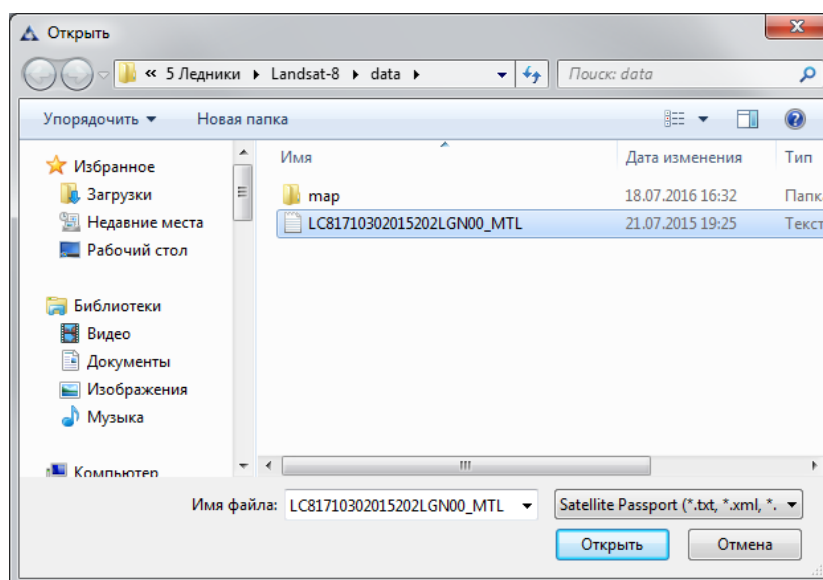 Открыть
« 5 Ледники ▸ Landsat-8 ▸ data ▸ Поиск: data
Упорядочить ▼ Новая папка
Избранное
Загрузки
Недавние места
Рабочий стол
Библиотеки
Видео
Документы
Изображения
Музыка
Компьютер
Имя Дата изменения Тип
map 18.07.2016 16:32 Папк
LC81710302015202LGN00_MTL 21.07.2015 19:25 Текст
Имя файла: LC81710302015202LGN00_MTL Satellite Passport (*.txt, *.xml, *.
Открыть Отмена